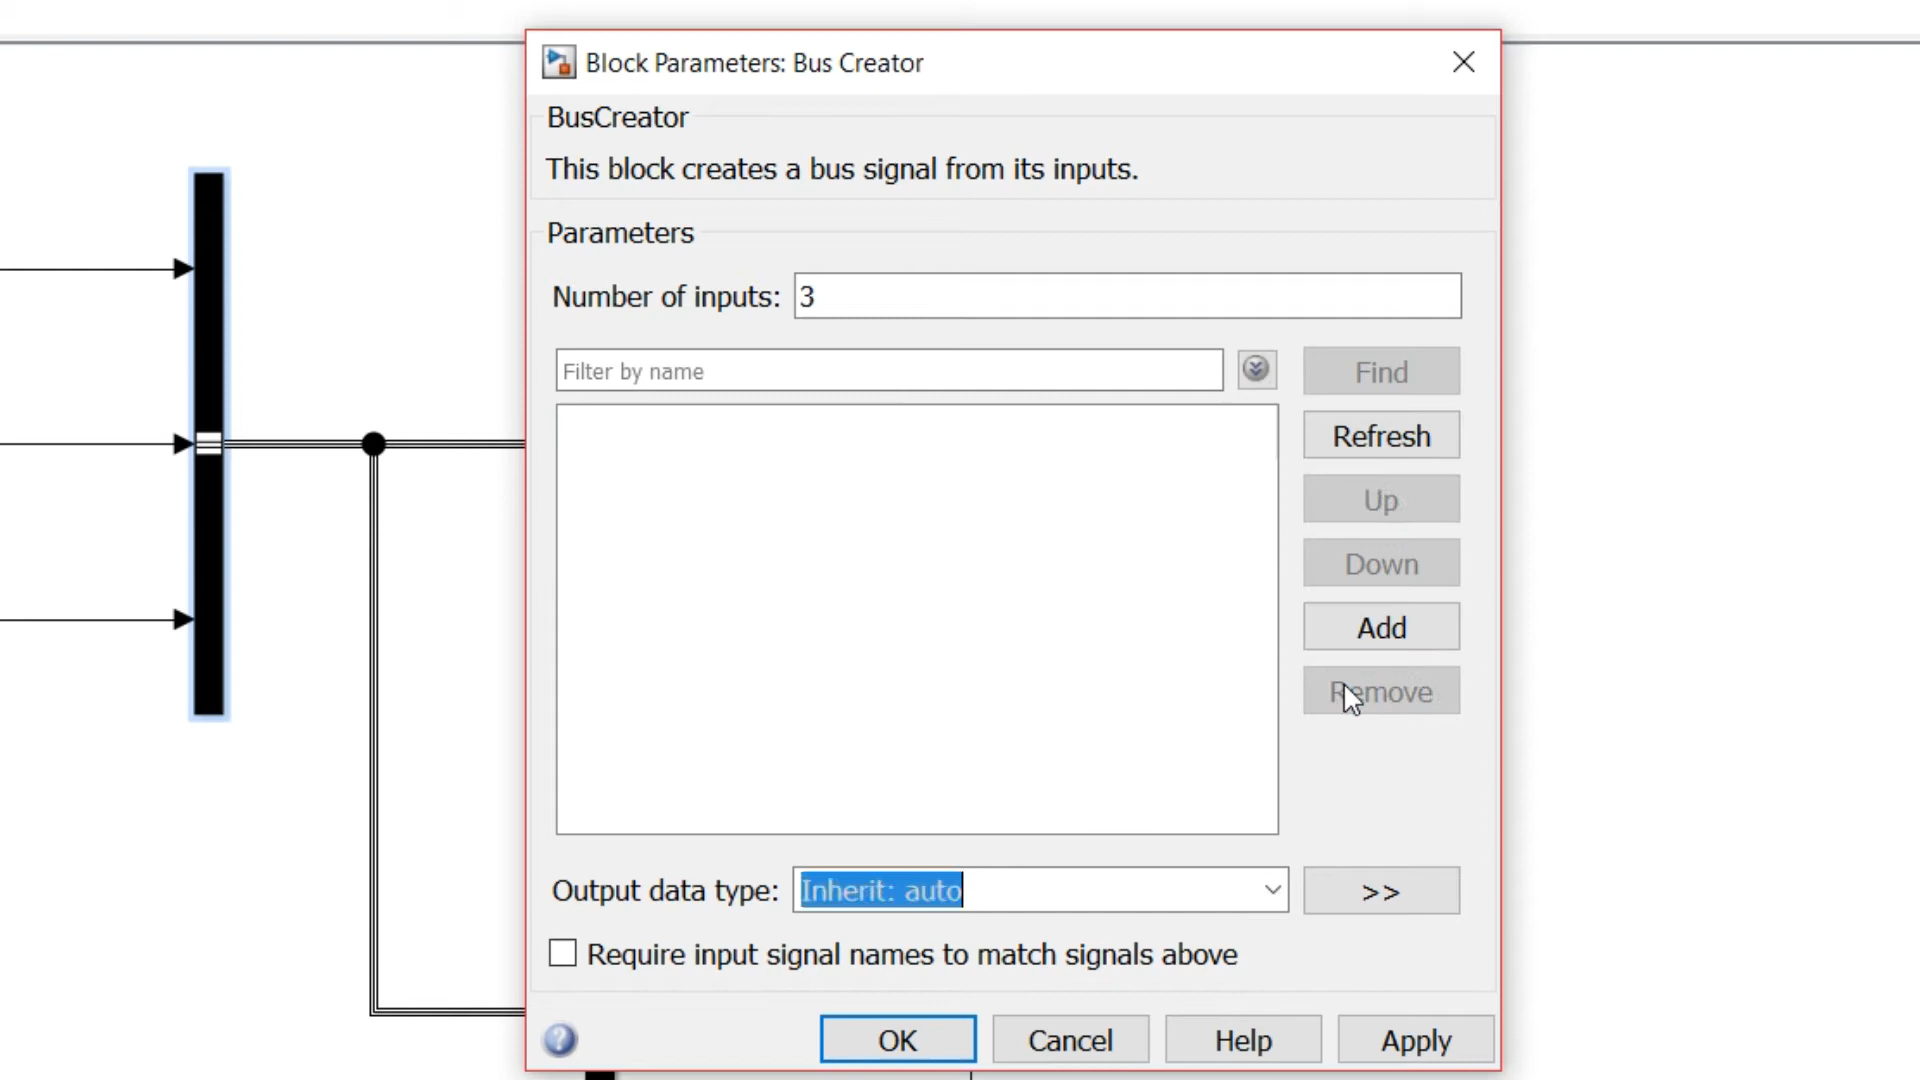 Block Parameters: Bus Creator
BusCreator
This block creates a bus signal from its inputs.
Parameters
Number of inputs: 3
Filter by name
Find
Refresh
Up
Down
Add
Remove
Output data type: Inherit: auto
>>
Require input signal names to match signals above
?
OK
Cancel
Help
Apply